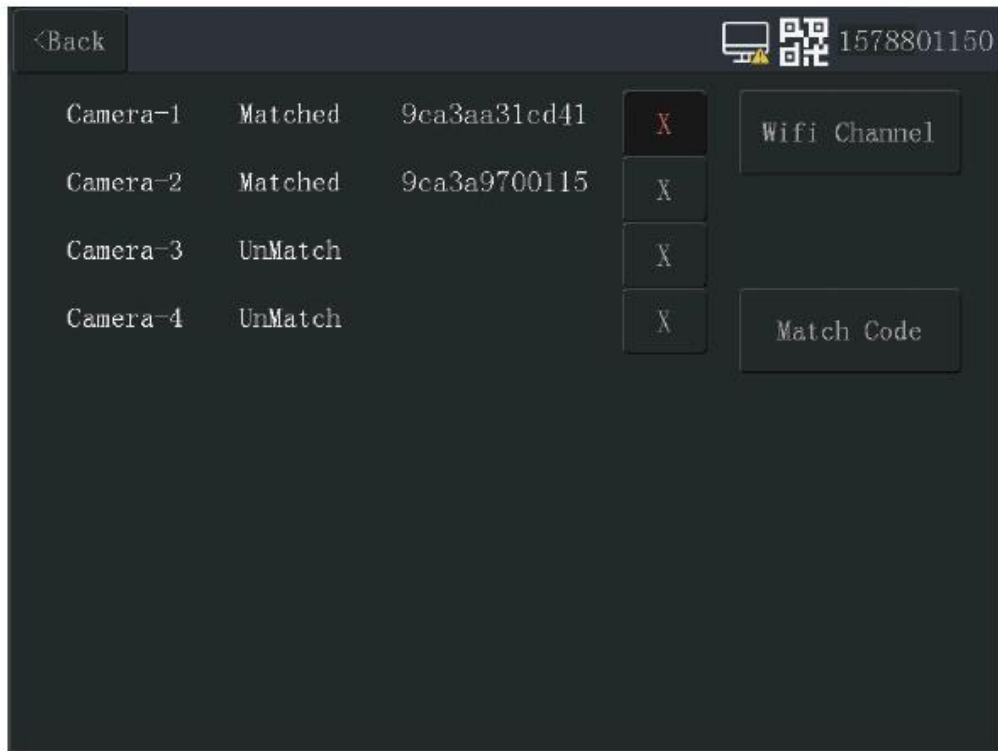 <Back 1578801150
Camera-1 Matched 9ca3aa31cd41 X Wifi Channel
Camera-2 Matched 9ca3a9700115 X
Camera-3 UnMatch X
Camera-4 UnMatch X Match Code